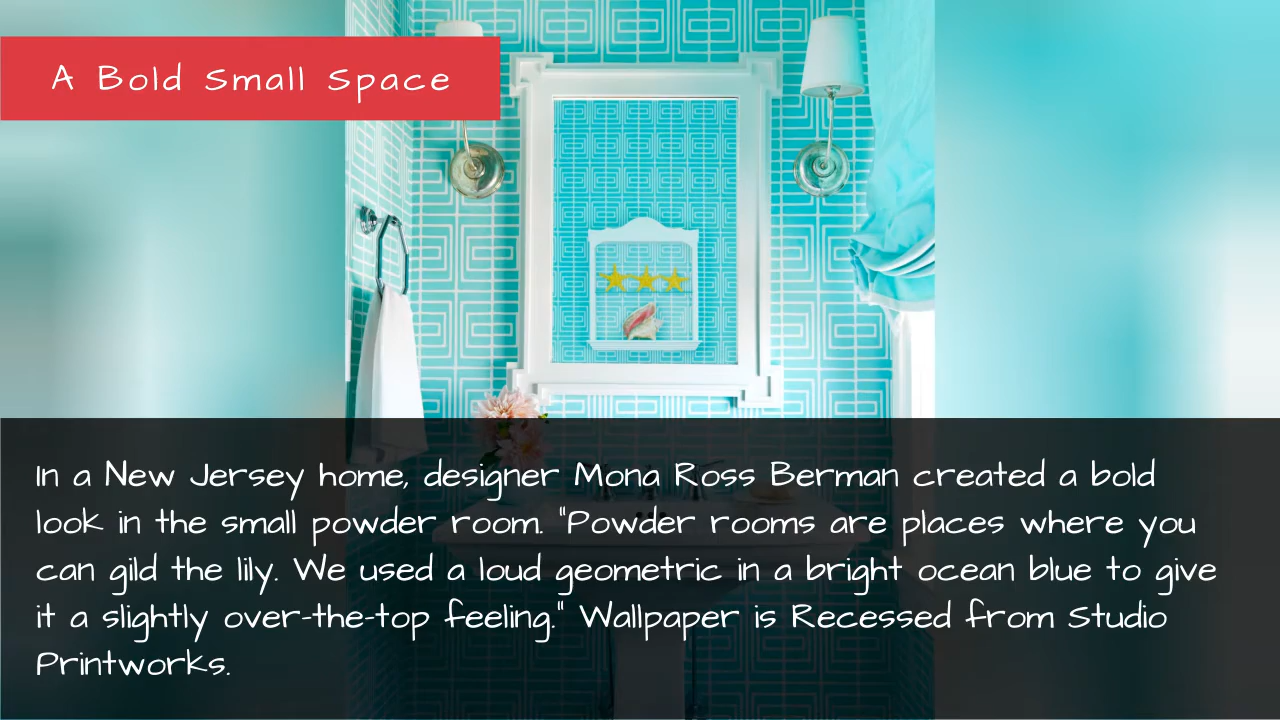 A Bold Small Space
In a New Jersey home, designer Mona Ross Berman created a bold
look in the small powder room. "Powder rooms are places where you
can gild the lily. We used a loud geometric in a bright ocean blue to give
it a slightly over-the-top feeling." Wallpaper is Recessed from Studio
Printworks.